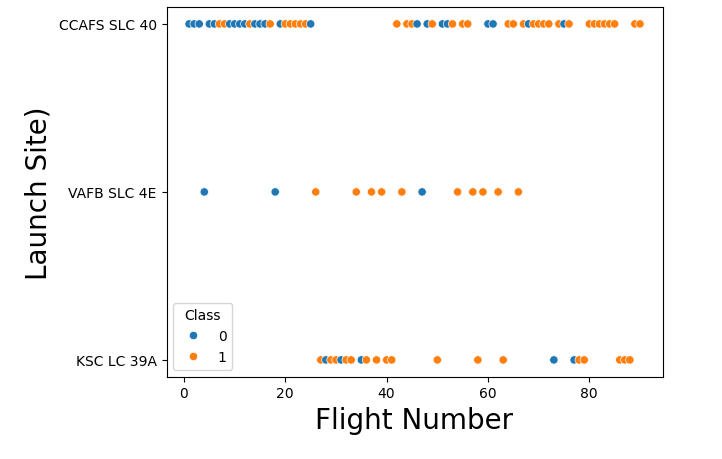 CCAFS SLC 40
VAFB SLC 4E
KSC LC 39A
Launch Site)
Class
0
1
0 20 40 60 80
Flight Number